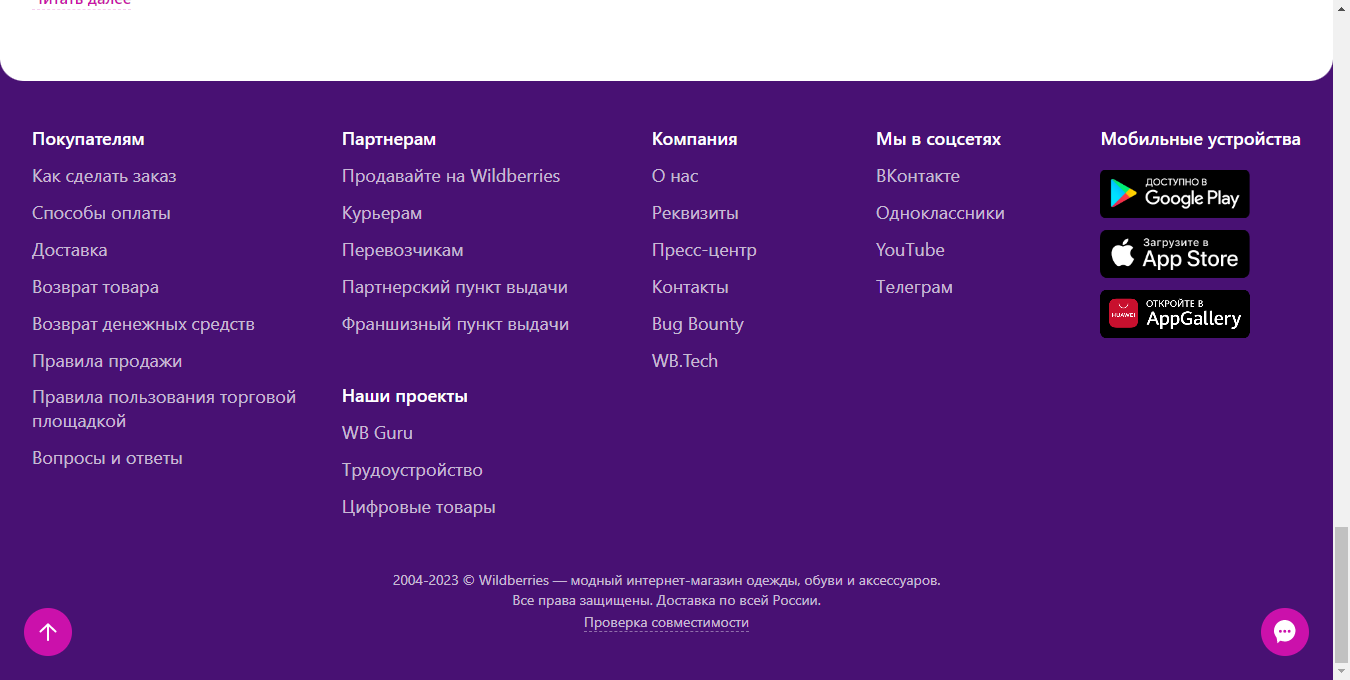 Читать далее
Покупателям
Как сделать заказ
Способы оплаты
Доставка
Возврат товара
Возврат денежных средств
Правила продажи
Правила пользования торговой
площадкой
Вопросы и ответы
Партнерам
Продавайте на Wildberries
Курьерам
Перевозчикам
Партнерский пункт выдачи
Франшизный пункт выдачи
Наши проекты
WB Guru
Трудоустройство
Цифровые товары
Компания
О нас
Реквизиты
Пресс-центр
Контакты
Bug Bounty
WB.Tech
Мы в соцсетях
ВКонтакте
Одноклассники
YouTube
Телеграм
Мобильные устройства
ДОСТУПНО В
Google Play
Загрузите в
App Store
HUAWEI
ОТКРОЙТЕ В
AppGallery
2004-2023 © Wildberries — модный интернет-магазин одежды, обуви и аксессуаров.
Все права защищены. Доставка по всей России.
Проверка совместимости